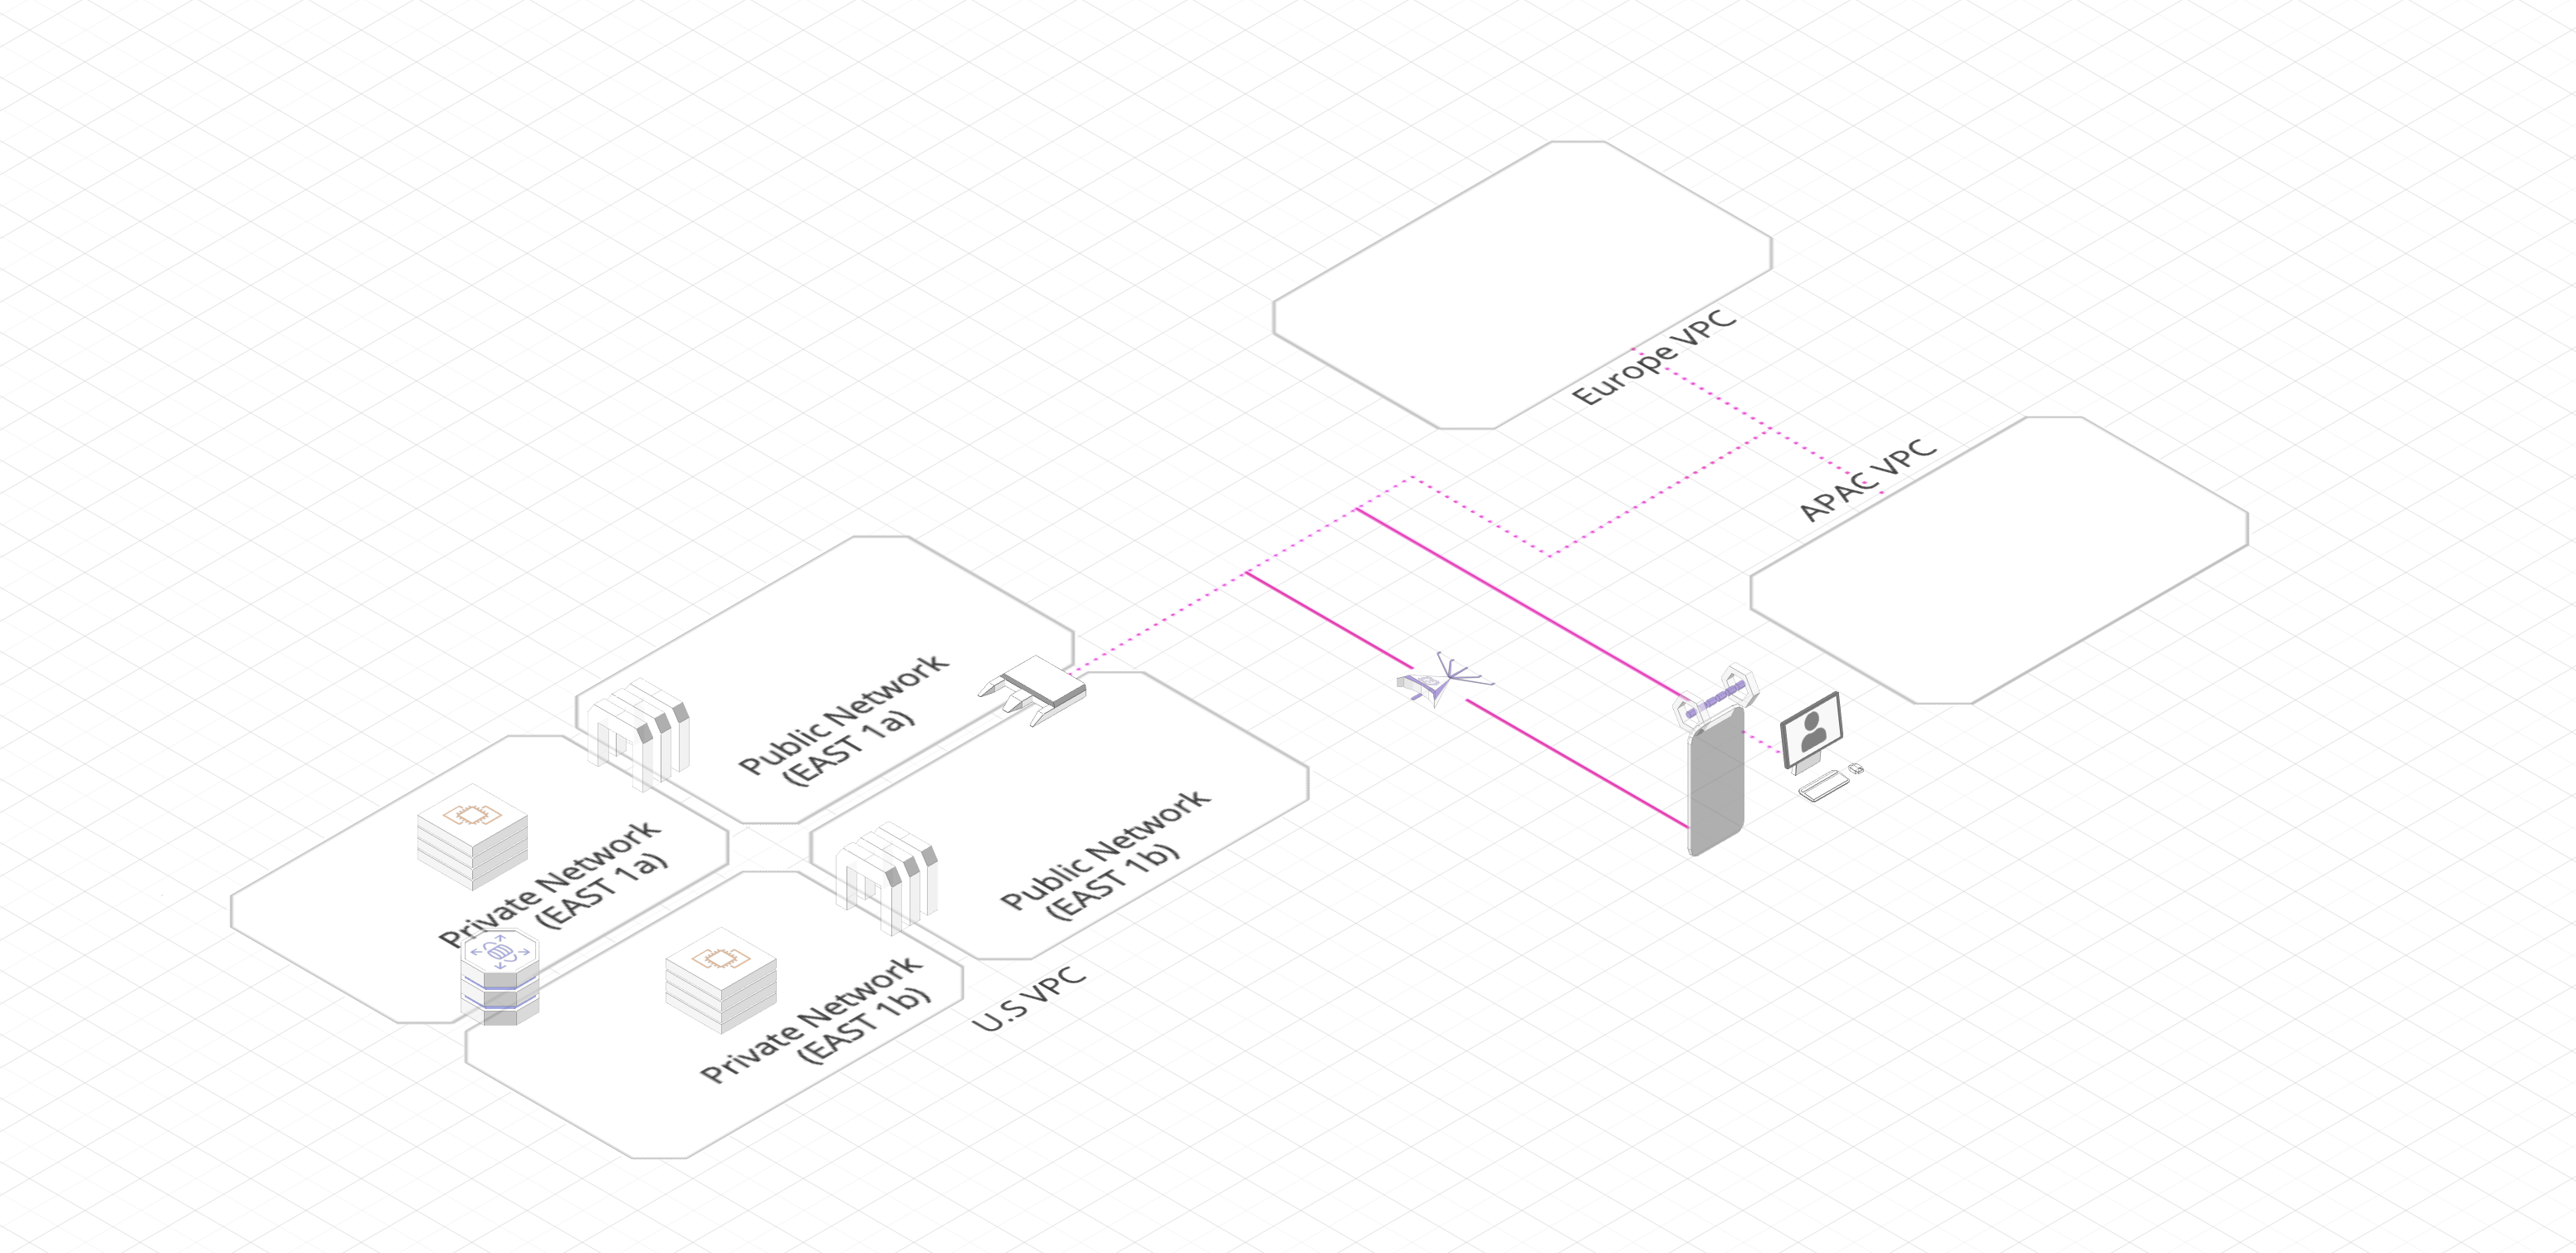 Europe VPC
APAC VPC
Public Network
(EAST 1a)
Public Network
(EAST 1b)
Private Network
(EAST 1a)
Private Network
(EAST 1b)
U.S VPC